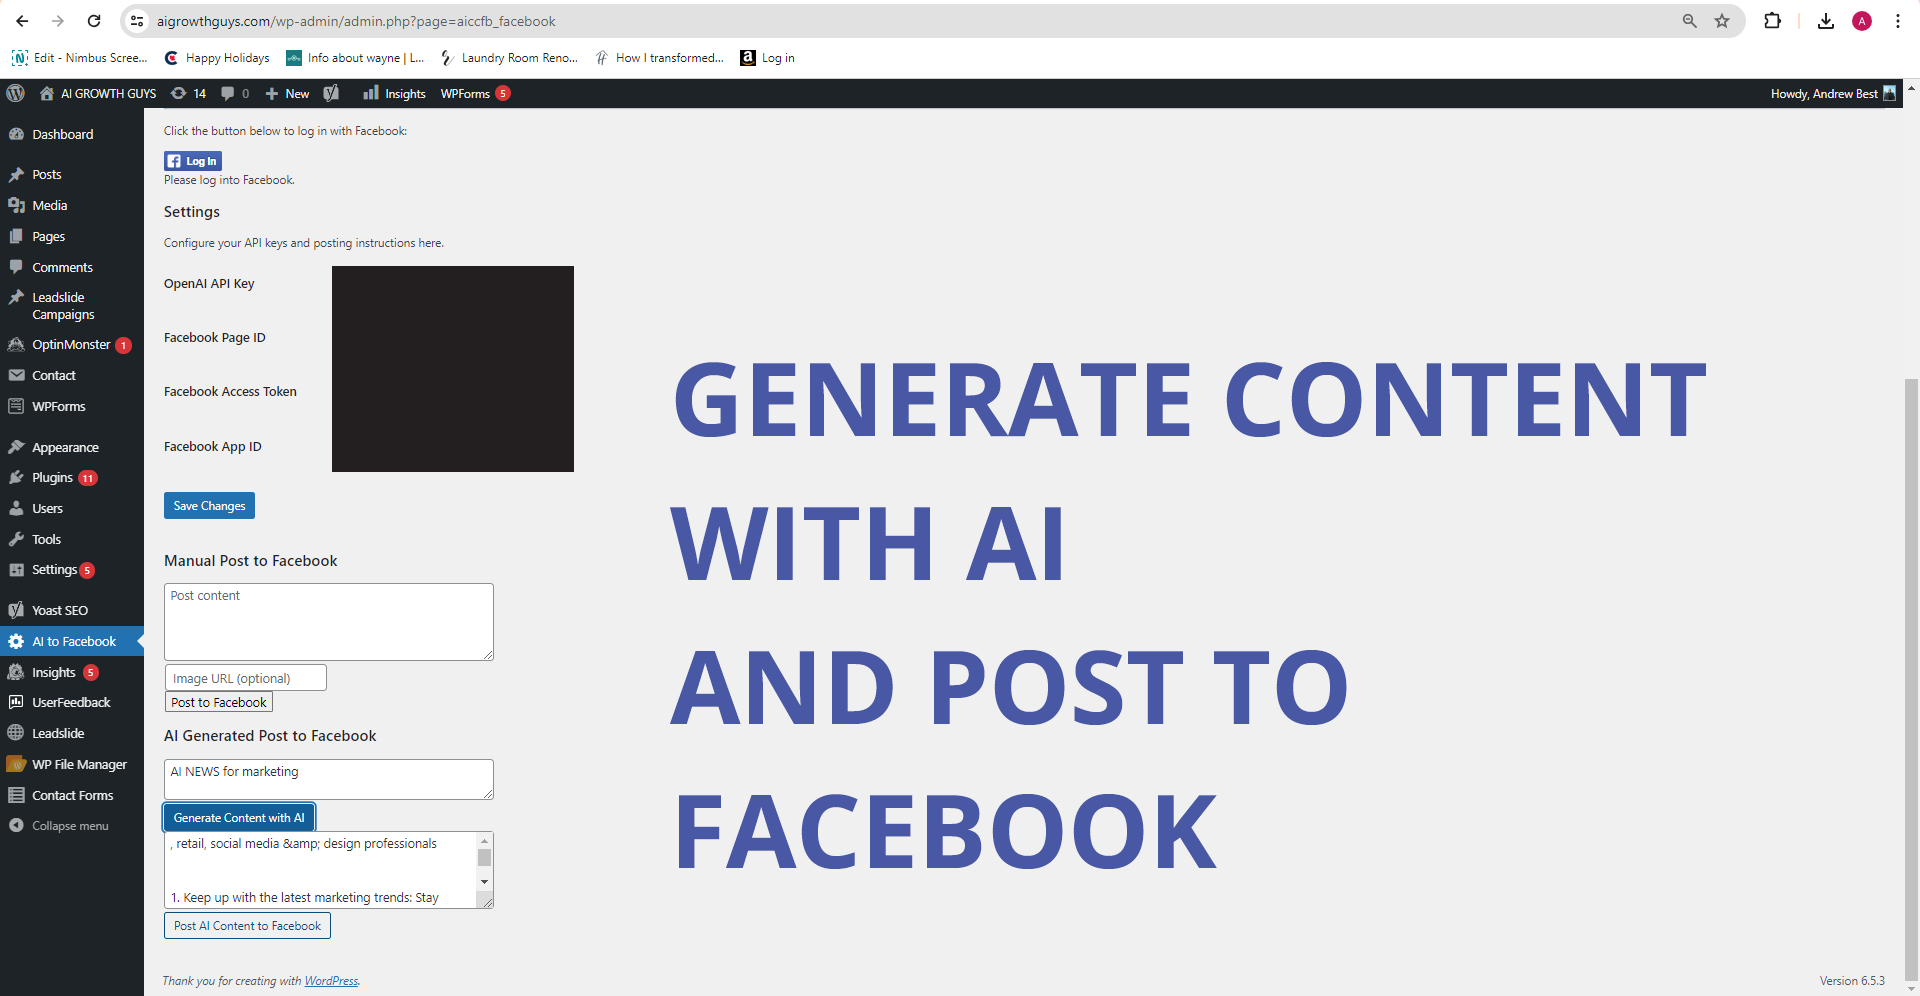 aigrowthguys.com/wp-admin/admin.php?page=aiccfb_facebook
A
Edit - Nimbus Scree...
Happy Holidays
Info about wayne | L...
Laundry Room Reno...
How I transformed...
Log in
AI GROWTH GUYS
14
0
New
Insights
WPForms 5
Howdy, Andrew Best
Dashboard
Posts
Media
Pages
Comments
Leadslide
Campaigns
OptinMonster 1
Contact
WPForms
Appearance
Plugins 11
Users
Tools
Settings 5
Yoast SEO
AI to Facebook
Insights 5
UserFeedback
Leadslide
WP File Manager
Contact Forms
Collapse menu
Click the button below to log in with Facebook:
Log In
Please log into Facebook.
Settings
Configure your API keys and posting instructions here.
OpenAI API Key
Facebook Page ID
Facebook Access Token
Facebook App ID
Save Changes
Manual Post to Facebook
Post content
Image URL (optional)
Post to Facebook
AI Generated Post to Facebook
AI NEWS for marketing
Generate Content with AI
, retail, social media &amp; design professionals
1. Keep up with the latest marketing trends: Stay
Post AI Content to Facebook
GENERATE CONTENT
WITH AI
AND POST TO
FACEBOOK
Thank you for creating with WordPress.
Version 6.5.3